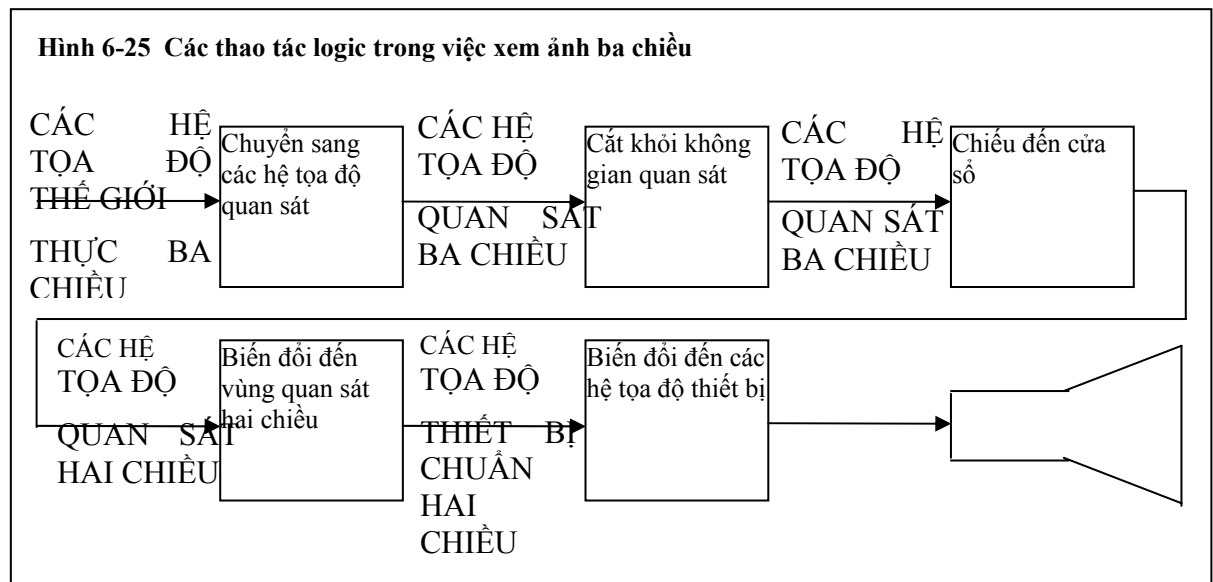 Hình 6-25 Các thao tác logic trong việc xem ảnh ba chiều
CÁC HỆ
TỌA ĐỘ
THẾ GIỚI
THỰC BA
CHIỀU
Chuyển sang
các hệ tọa độ
quan sát
CÁC HỆ
TỌA ĐỘ
QUAN SÁT
BA CHIỀU
Cắt khỏi không
gian quan sát
CÁC HỆ
TỌA ĐỘ
QUAN SÁT
BA CHIỀU
Chiếu đến cửa
sổ
CÁC HỆ
TỌA ĐỘ
QUAN SÁT
HAI CHIỀU
Biến đổi đến
vùng quan sát
hai chiều
CÁC HỆ
TỌA ĐỘ
THIẾT BỊ
CHUẨN
HAI
CHIỀU
Biến đổi đến các
hệ tọa độ thiết bị